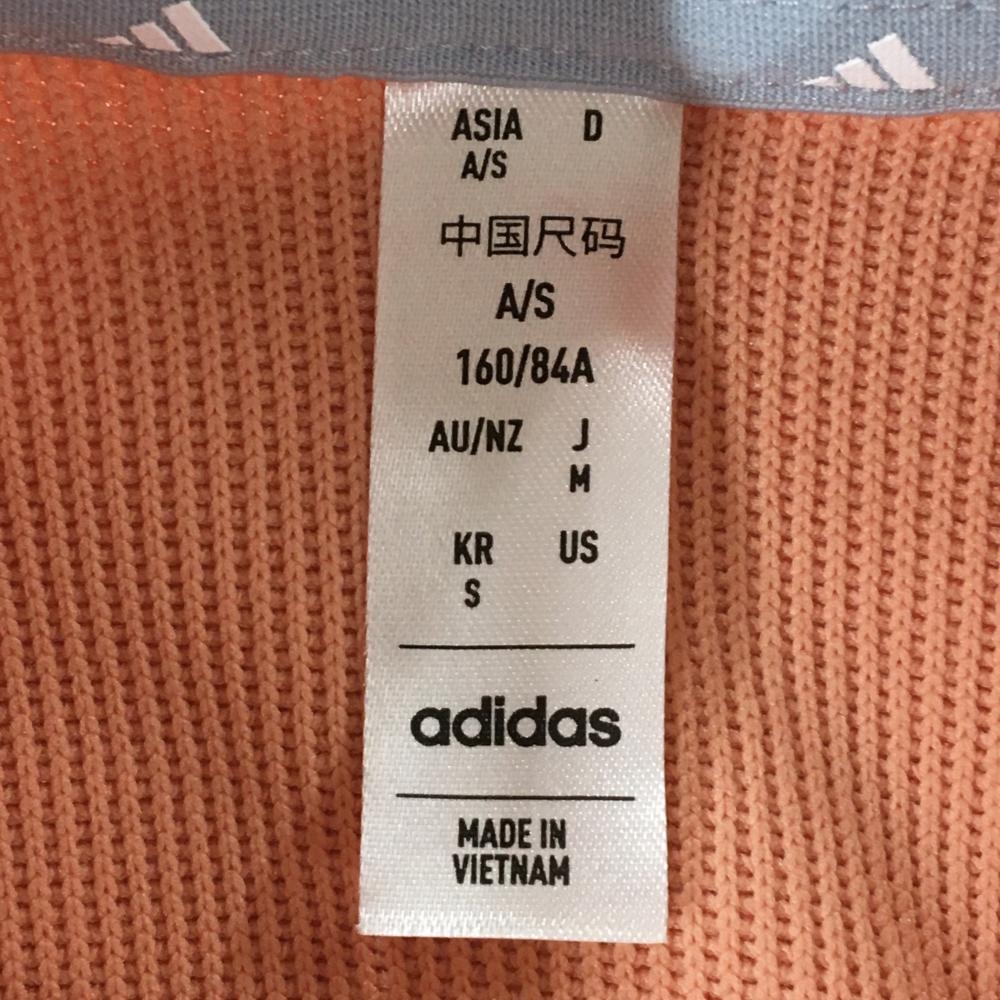 ASIA D
A/S
中国尺码
A/S
160/84A
AU/NZ J
M
KR US
S
adidas
MADE IN
VIETNAM